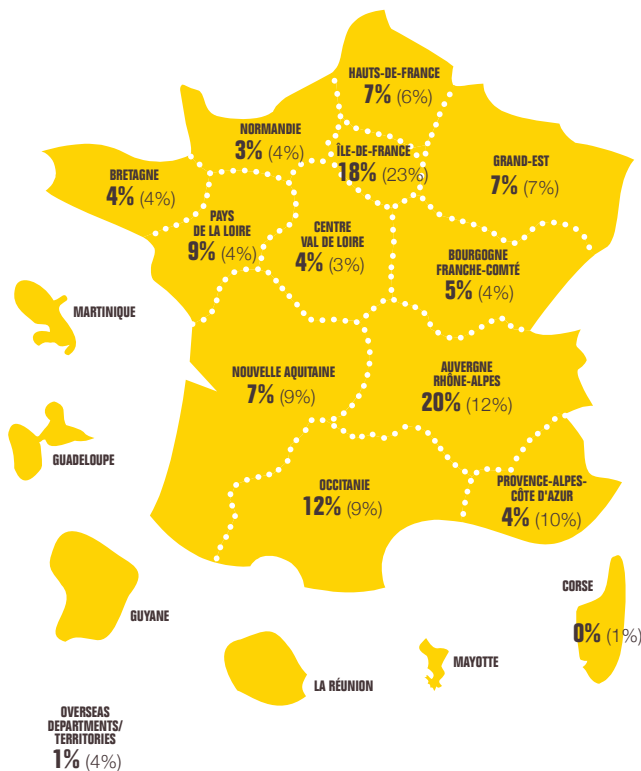 HAUTS-DE-FRANCE
7% (6%)
NORMANDIE
3% (4%)
ÎLE-DE-FRANCE
18% (23%)
GRAND-EST
7% (7%)
BRETAGNE
4% (4%)
PAYS
DE LA LOIRE
9% (4%)
CENTRE
VAL DE LOIRE
4% (3%)
BOURGOGNE
FRANCHE-COMTÉ
5% (4%)
MARTINIQUE
NOUVELLE AQUITAINE
7% (9%)
AUVERGNE
RHÔNE-ALPES
20% (12%)
GUADELOUPE
OCCITANIE
12% (9%)
PROVENCE-ALPES-
CÔTE D'AZUR
4% (10%)
GUYANE
CORSE
0% (1%)
LA RÉUNION
MAYOTTE
OVERSEAS
DEPARTMENTS/
TERRITORIES
1% (4%)